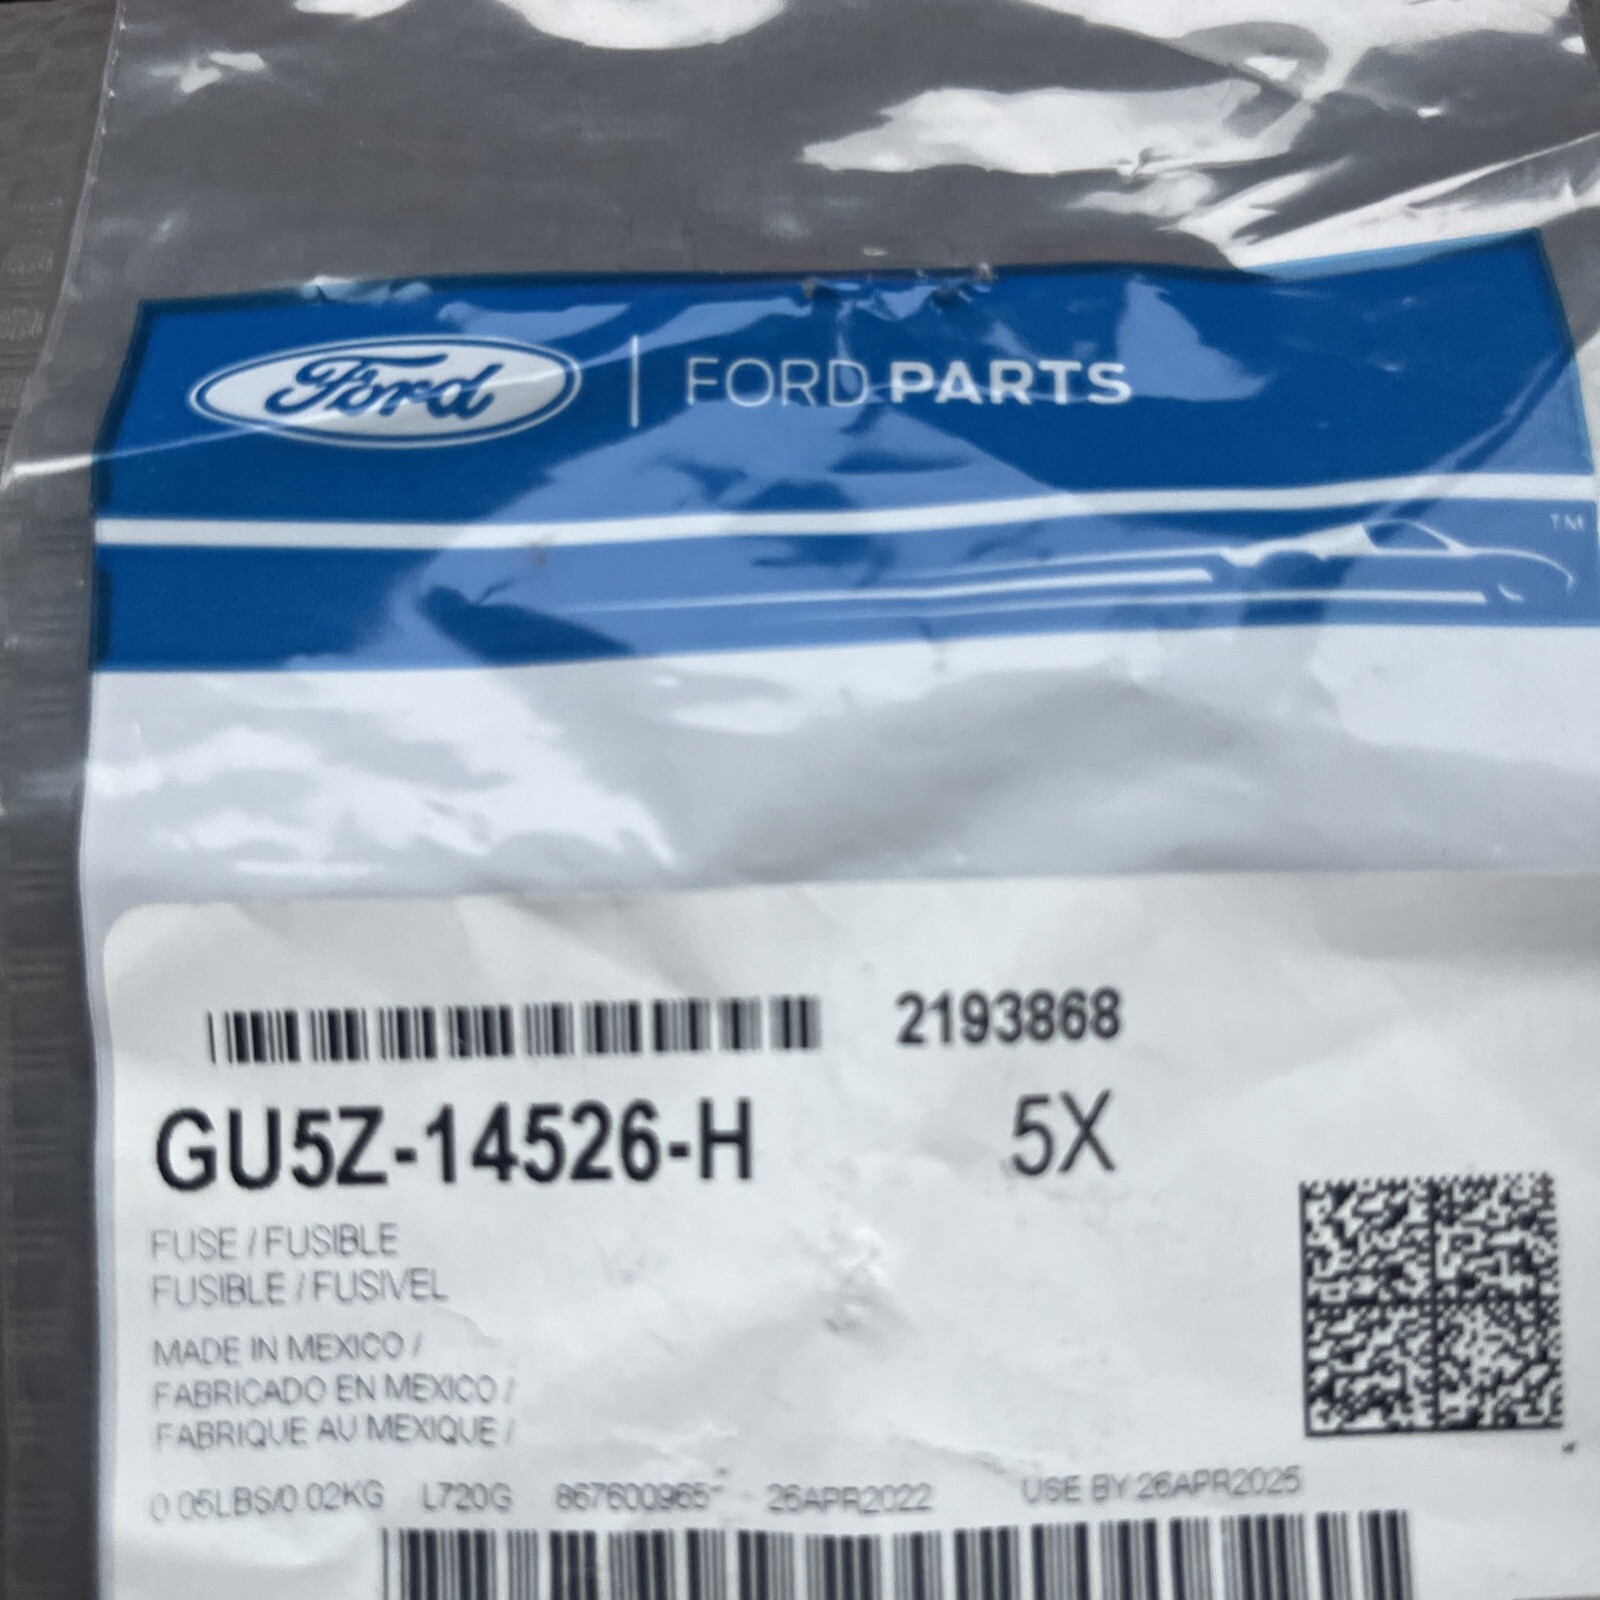 Ford FORD PARTS
TM
2193868
GU5Z-14526-H 5X
FUSE / FUSIBLE
FUSIBLE / FUSIVEL
MADE IN MEXICO /
FABRICADO EN MEXICO /
FABRIQUE AU MEXIQUE /
0.05LBS/0.02KG L720G 26APR2022 USE BY 26APR2025